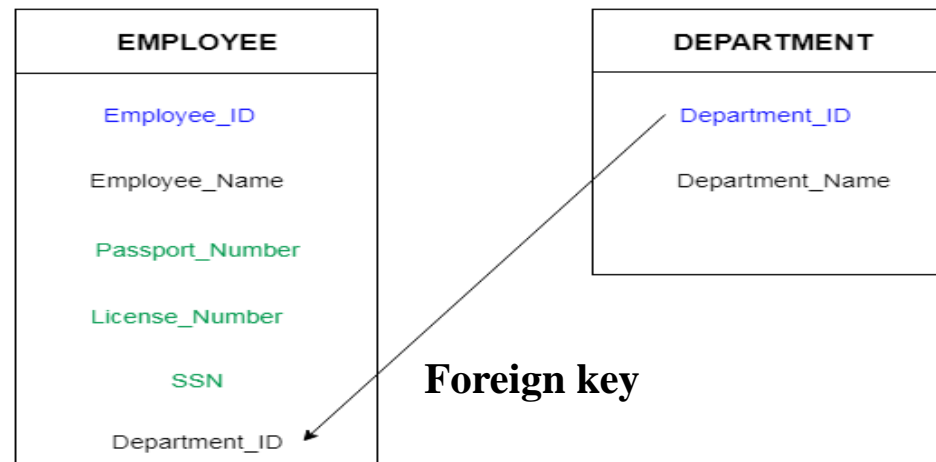 EMPLOYEE
Employee_ID
Employee_Name
Passport_Number
License_Number
SSN
Department_ID
DEPARTMENT
Department_ID
Department_Name
Foreign key